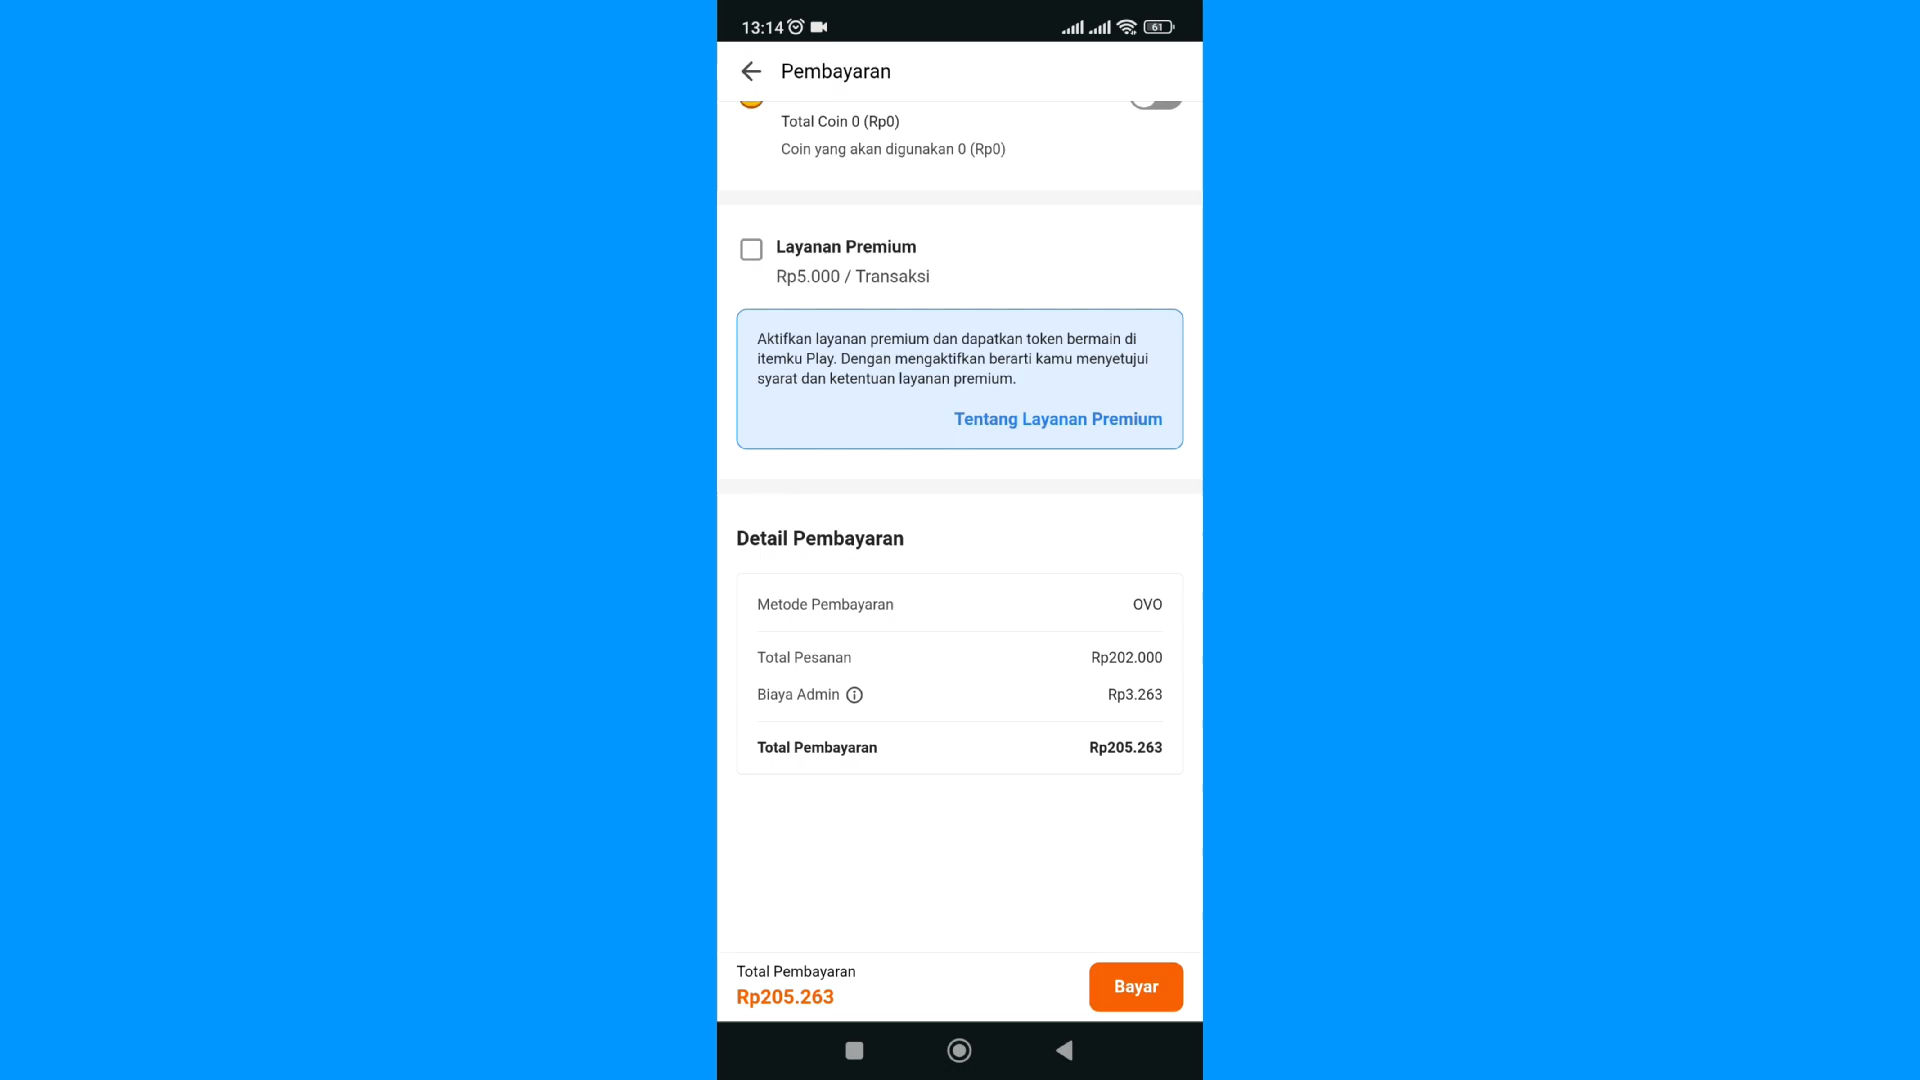 13:14
61
Pembayaran
Total Coin 0 (Rp0)
Coin yang akan digunakan 0 (Rp0)
Layanan Premium
Rp5.000 / Transaksi
Aktifkan layanan premium dan dapatkan token bermain di
itemku Play. Dengan mengaktifkan berarti kamu menyetujui
syarat dan ketentuan layanan premium.
Tentang Layanan Premium
Detail Pembayaran
Metode Pembayaran OVO
Total Pesanan Rp202.000
Biaya Admin Rp3.263
Total Pembayaran Rp205.263
Total Pembayaran
Rp205.263
Bayar